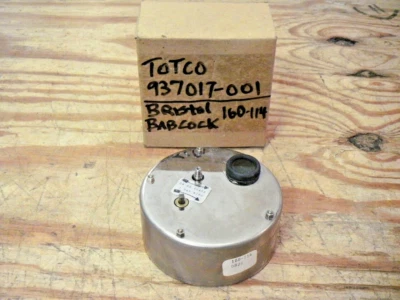 TOTCO
937017-001
BRISTOL 160-114
BABCOCK